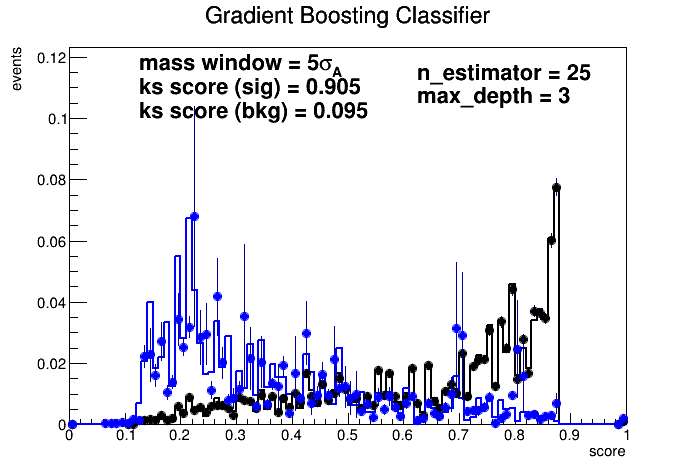 Gradient Boosting Classifier
events
mass window = 5σA
ks score (sig) = 0.905
ks score (bkg) = 0.095
n_estimator = 25
max_depth = 3
0.12
0.1
0.08
0.06
0.04
0.02
0
0 0.1 0.2 0.3 0.4 0.5 0.6 0.7 0.8 0.9 1
score